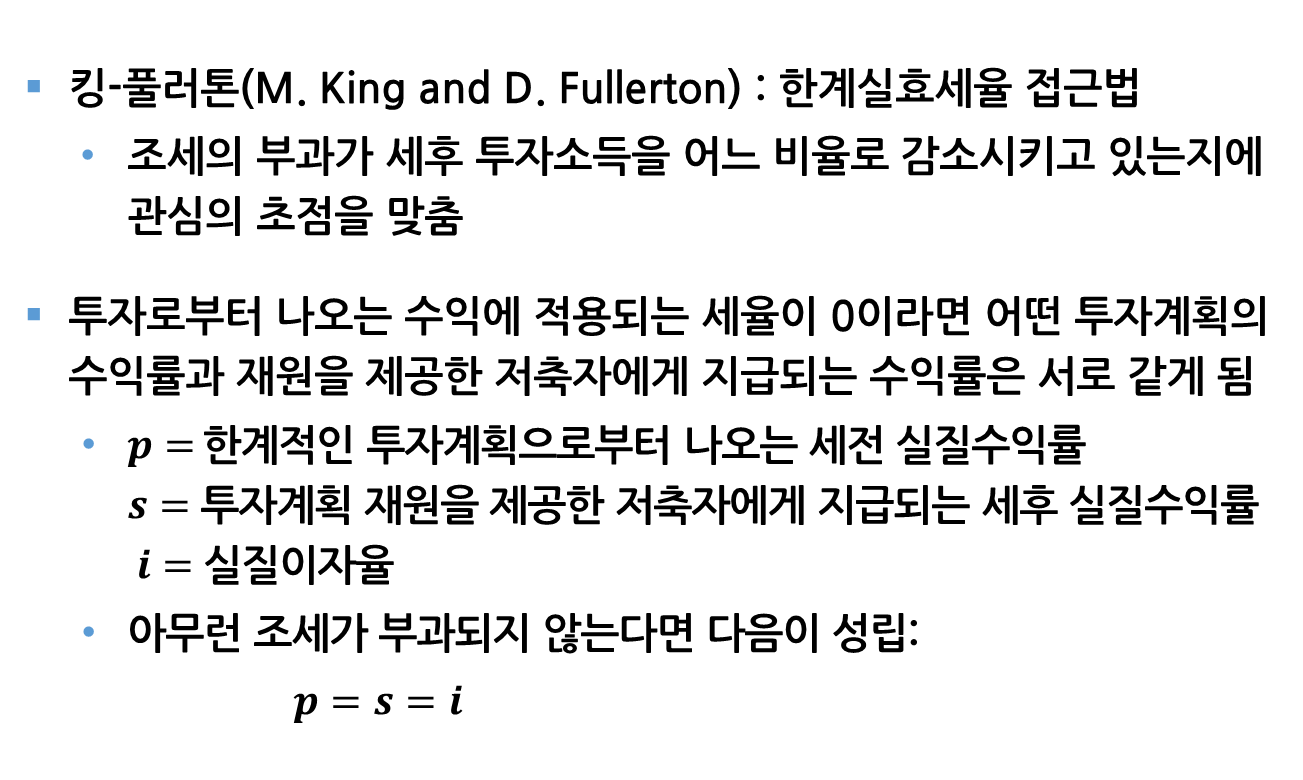 ▪ 킹-풀러톤(M. King and D. Fullerton) : 한계실효세율 접근법
• 조세의 부과가 세후 투자소득을 어느 비율로 감소시키고 있는지에
관심의 초점을 맞춤
▪ 투자로부터 나오는 수익에 적용되는 세율이 0이라면 어떤 투자계획의
수익률과 재원을 제공한 저축자에게 지급되는 수익률은 서로 같게 됨
• p = 한계적인 투자계획으로부터 나오는 세전 실질수익률
s = 투자계획 재원을 제공한 저축자에게 지급되는 세후 실질수익률
i = 실질이자율
• 아무런 조세가 부과되지 않는다면 다음이 성립:
p = s = i